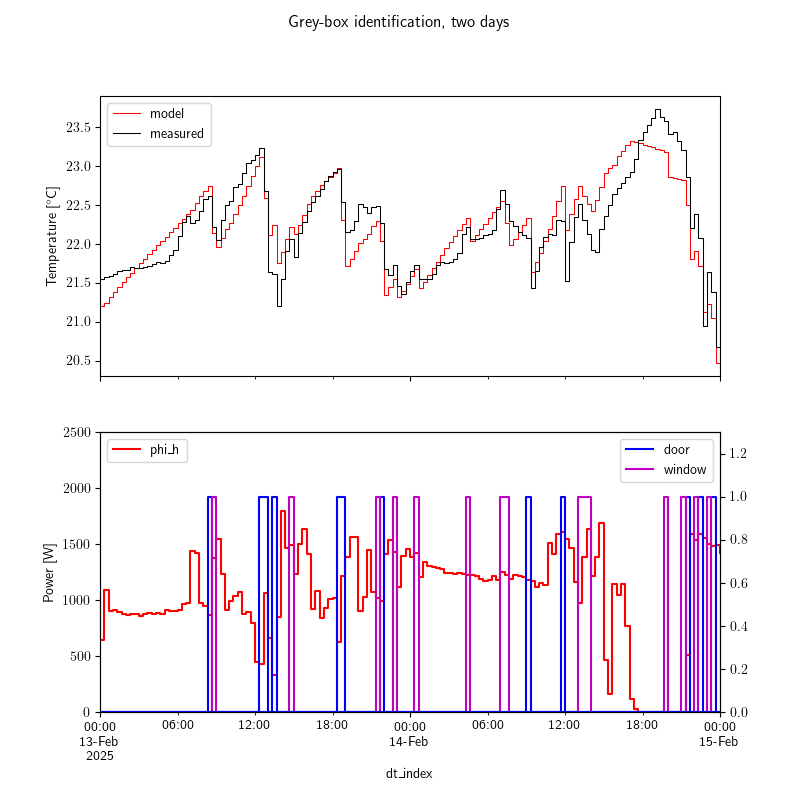 Grey-box identification, two days
model
measured
Temperature [°C]
23.5
23.0
22.5
22.0
21.5
21.0
20.5
phi_h
door
window
Power [W]
2500
2000
1500
1000
500
0
1.2
1.0
0.8
0.6
0.4
0.2
0.0
00:00 06:00 12:00 18:00 00:00 06:00 12:00 18:00 00:00
13-Feb 14-Feb 15-Feb
2025
dt_index